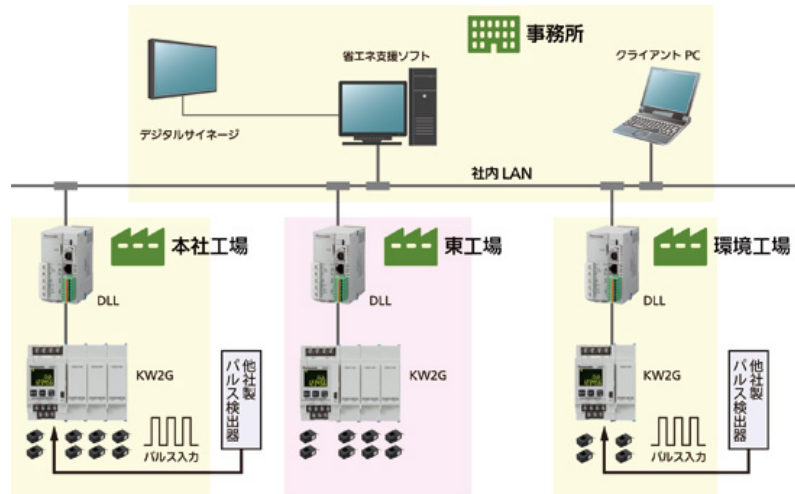 事務所
省エネ支援ソフト
クライアント PC
デジタルサイネージ
社内 LAN
本社工場
東工場
環境工場
DLL
DLL
DLL
KW2G
KW2G
KW2G
他社製
パルス検出器
他社製
パルス検出器
パルス入力
パルス入力